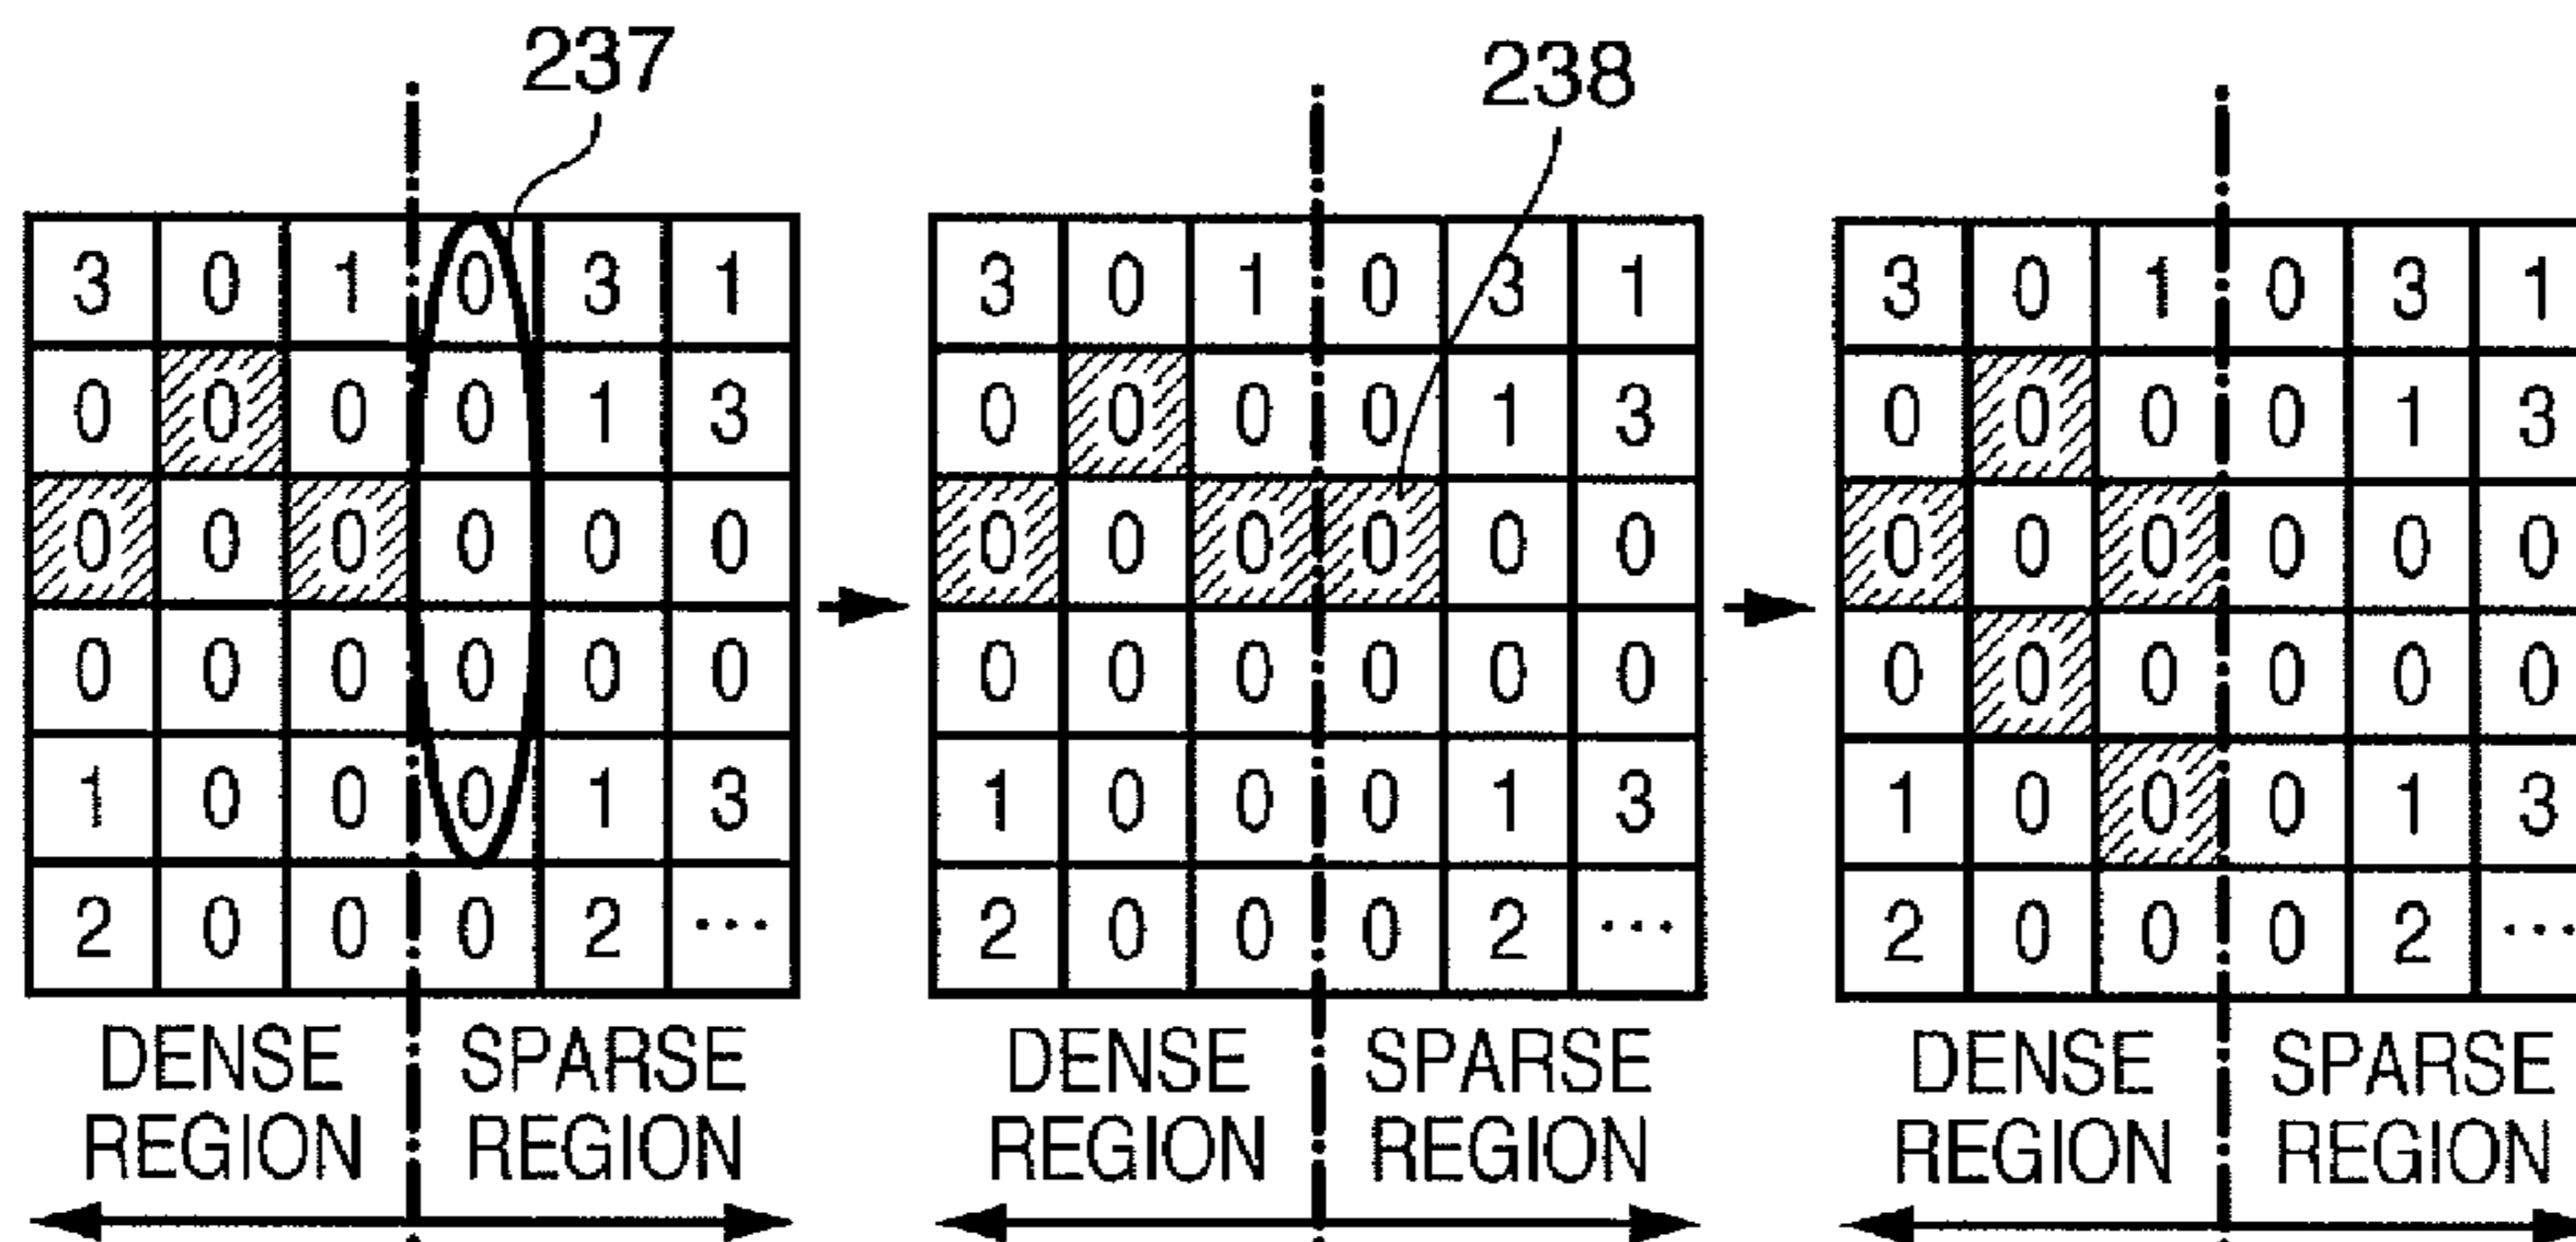 237 238
3 0 1 0 3 1 3 0 1 0 3 1 3 0 1 0 3 1
0 0 0 0 1 3 0 0 0 0 1 3 0 0 0 0 1 3
0 0 0 0 0 0 0 0 0 0 0 0 0 0 0 0 0 0
0 0 0 0 0 0 0 0 0 0 0 0 0 0 0 0 0 0
1 0 0 0 1 3 1 0 0 0 1 3 1 0 0 0 1 3
2 0 0 0 2 ... 2 0 0 0 2 ... 2 0 0 0 2 ...
DENSE SPARSE DENSE SPARSE DENSE SPARSE
REGION REGION REGION REGION REGION REGION